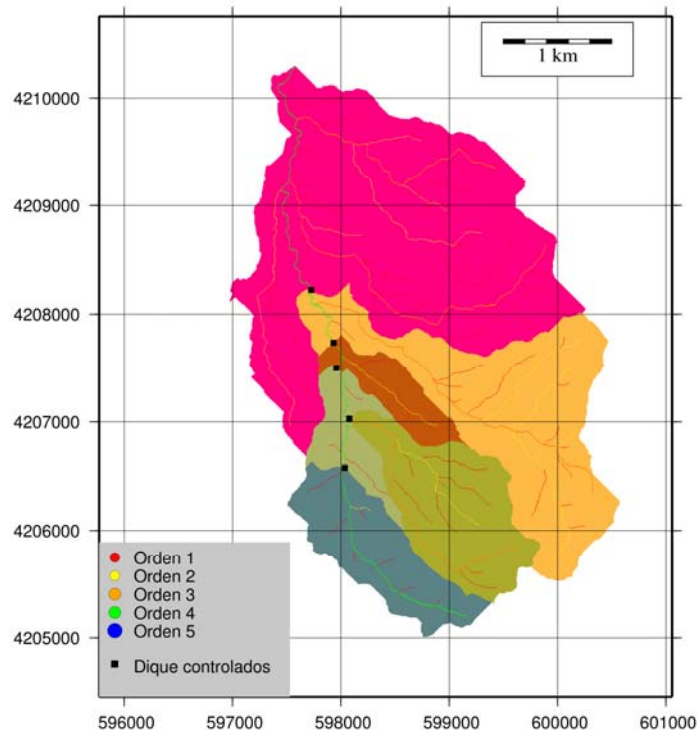 1 km
4210000
4209000
4208000
4207000
4206000
4205000
Orden 1
Orden 2
Orden 3
Orden 4
Orden 5
Dique controlados
596000 597000 598000 599000 600000 601000